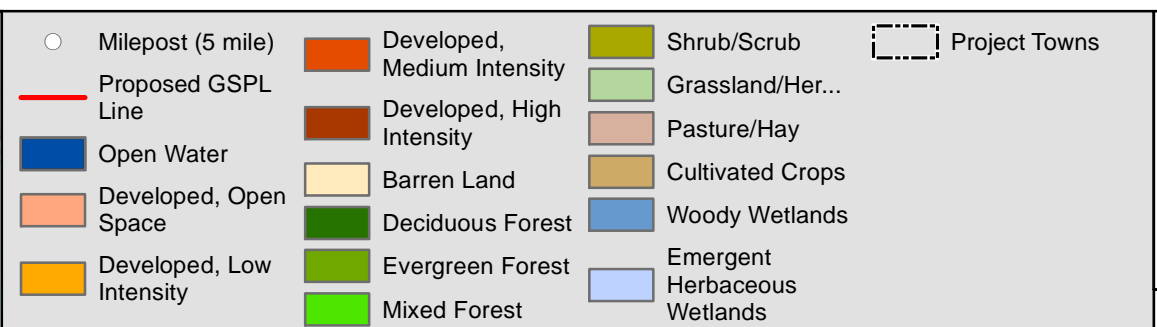 Milepost (5 mile)
Proposed GSPL
Line
Open Water
Developed, Open
Space
Developed, Low
Intensity
Developed,
Medium Intensity
Developed, High
Intensity
Barren Land
Deciduous Forest
Evergreen Forest
Mixed Forest
Shrub/Scrub
Grassland/Her...
Pasture/Hay
Cultivated Crops
Woody Wetlands
Emergent
Herbaceous
Wetlands
Project Towns